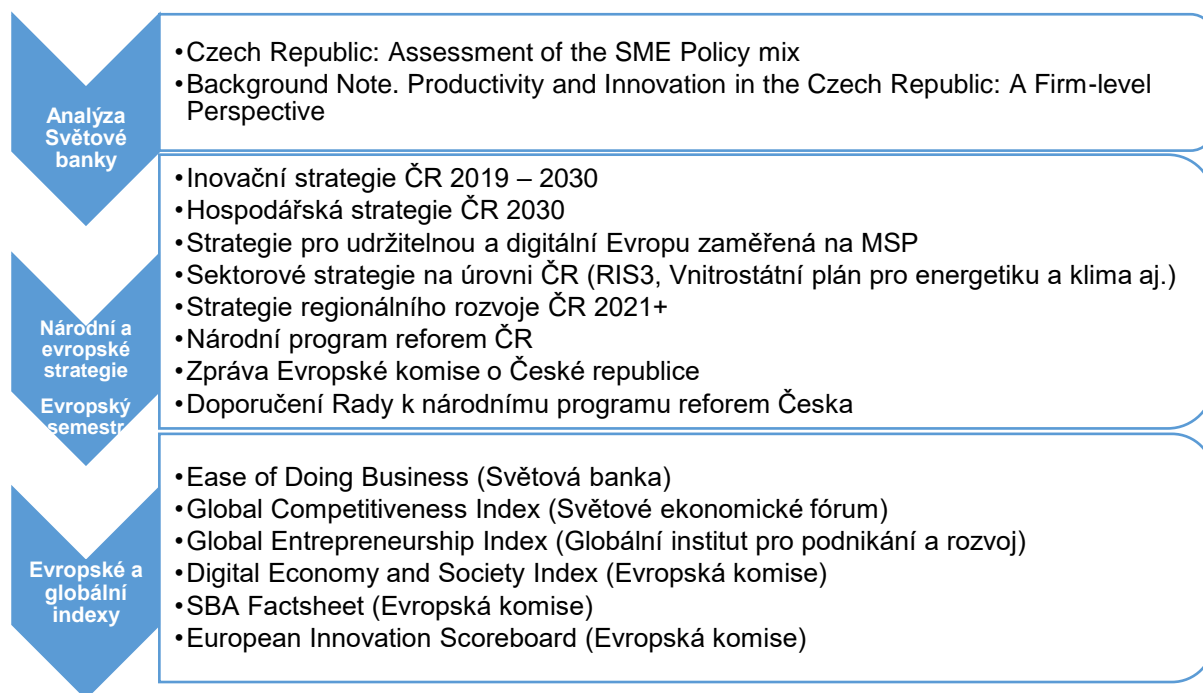 Analýza
Světové
banky
•Czech Republic: Assessment of the SME Policy mix
•Background Note. Productivity and Innovation in the Czech Republic: A Firm-level
Perspective
Národní a
evropské
strategie
Evropský
semestr
•Inovační strategie ČR 2019 – 2030
•Hospodářská strategie ČR 2030
•Strategie pro udržitelnou a digitální Evropu zaměřená na MSP
•Sektorové strategie na úrovni ČR (RIS3, Vnitrostátní plán pro energetiku a klima aj.)
•Strategie regionálního rozvoje ČR 2021+
•Národní program reforem ČR
•Zpráva Evropské komise o České republice
•Doporučení Rady k národnímu programu reforem Česka
Evropské a
globální
indexy
•Ease of Doing Business (Světová banka)
•Global Competitiveness Index (Světové ekonomické fórum)
•Global Entrepreneurship Index (Globální institut pro podnikání a rozvoj)
•Digital Economy and Society Index (Evropská komise)
•SBA Factsheet (Evropská komise)
•European Innovation Scoreboard (Evropská komise)